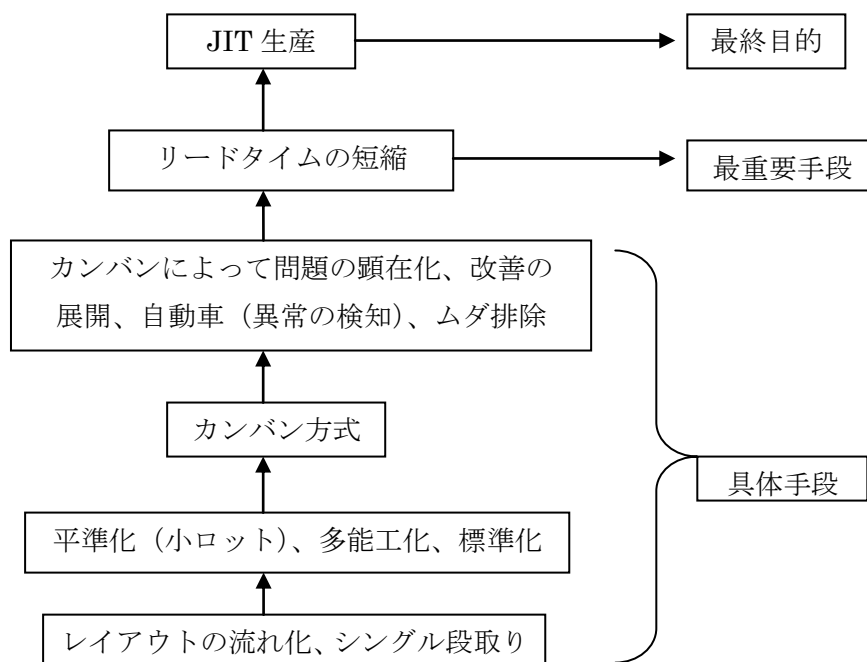 JIT 生産
最終目的
リードタイムの短縮
最重要手段
カンバンによって問題の顕在化、改善の
展開、自動車（異常の検知）、ムダ排除
カンバン方式
具体手段
平準化（小ロット）、多能工化、標準化
レイアウトの流れ化、シングル段取り